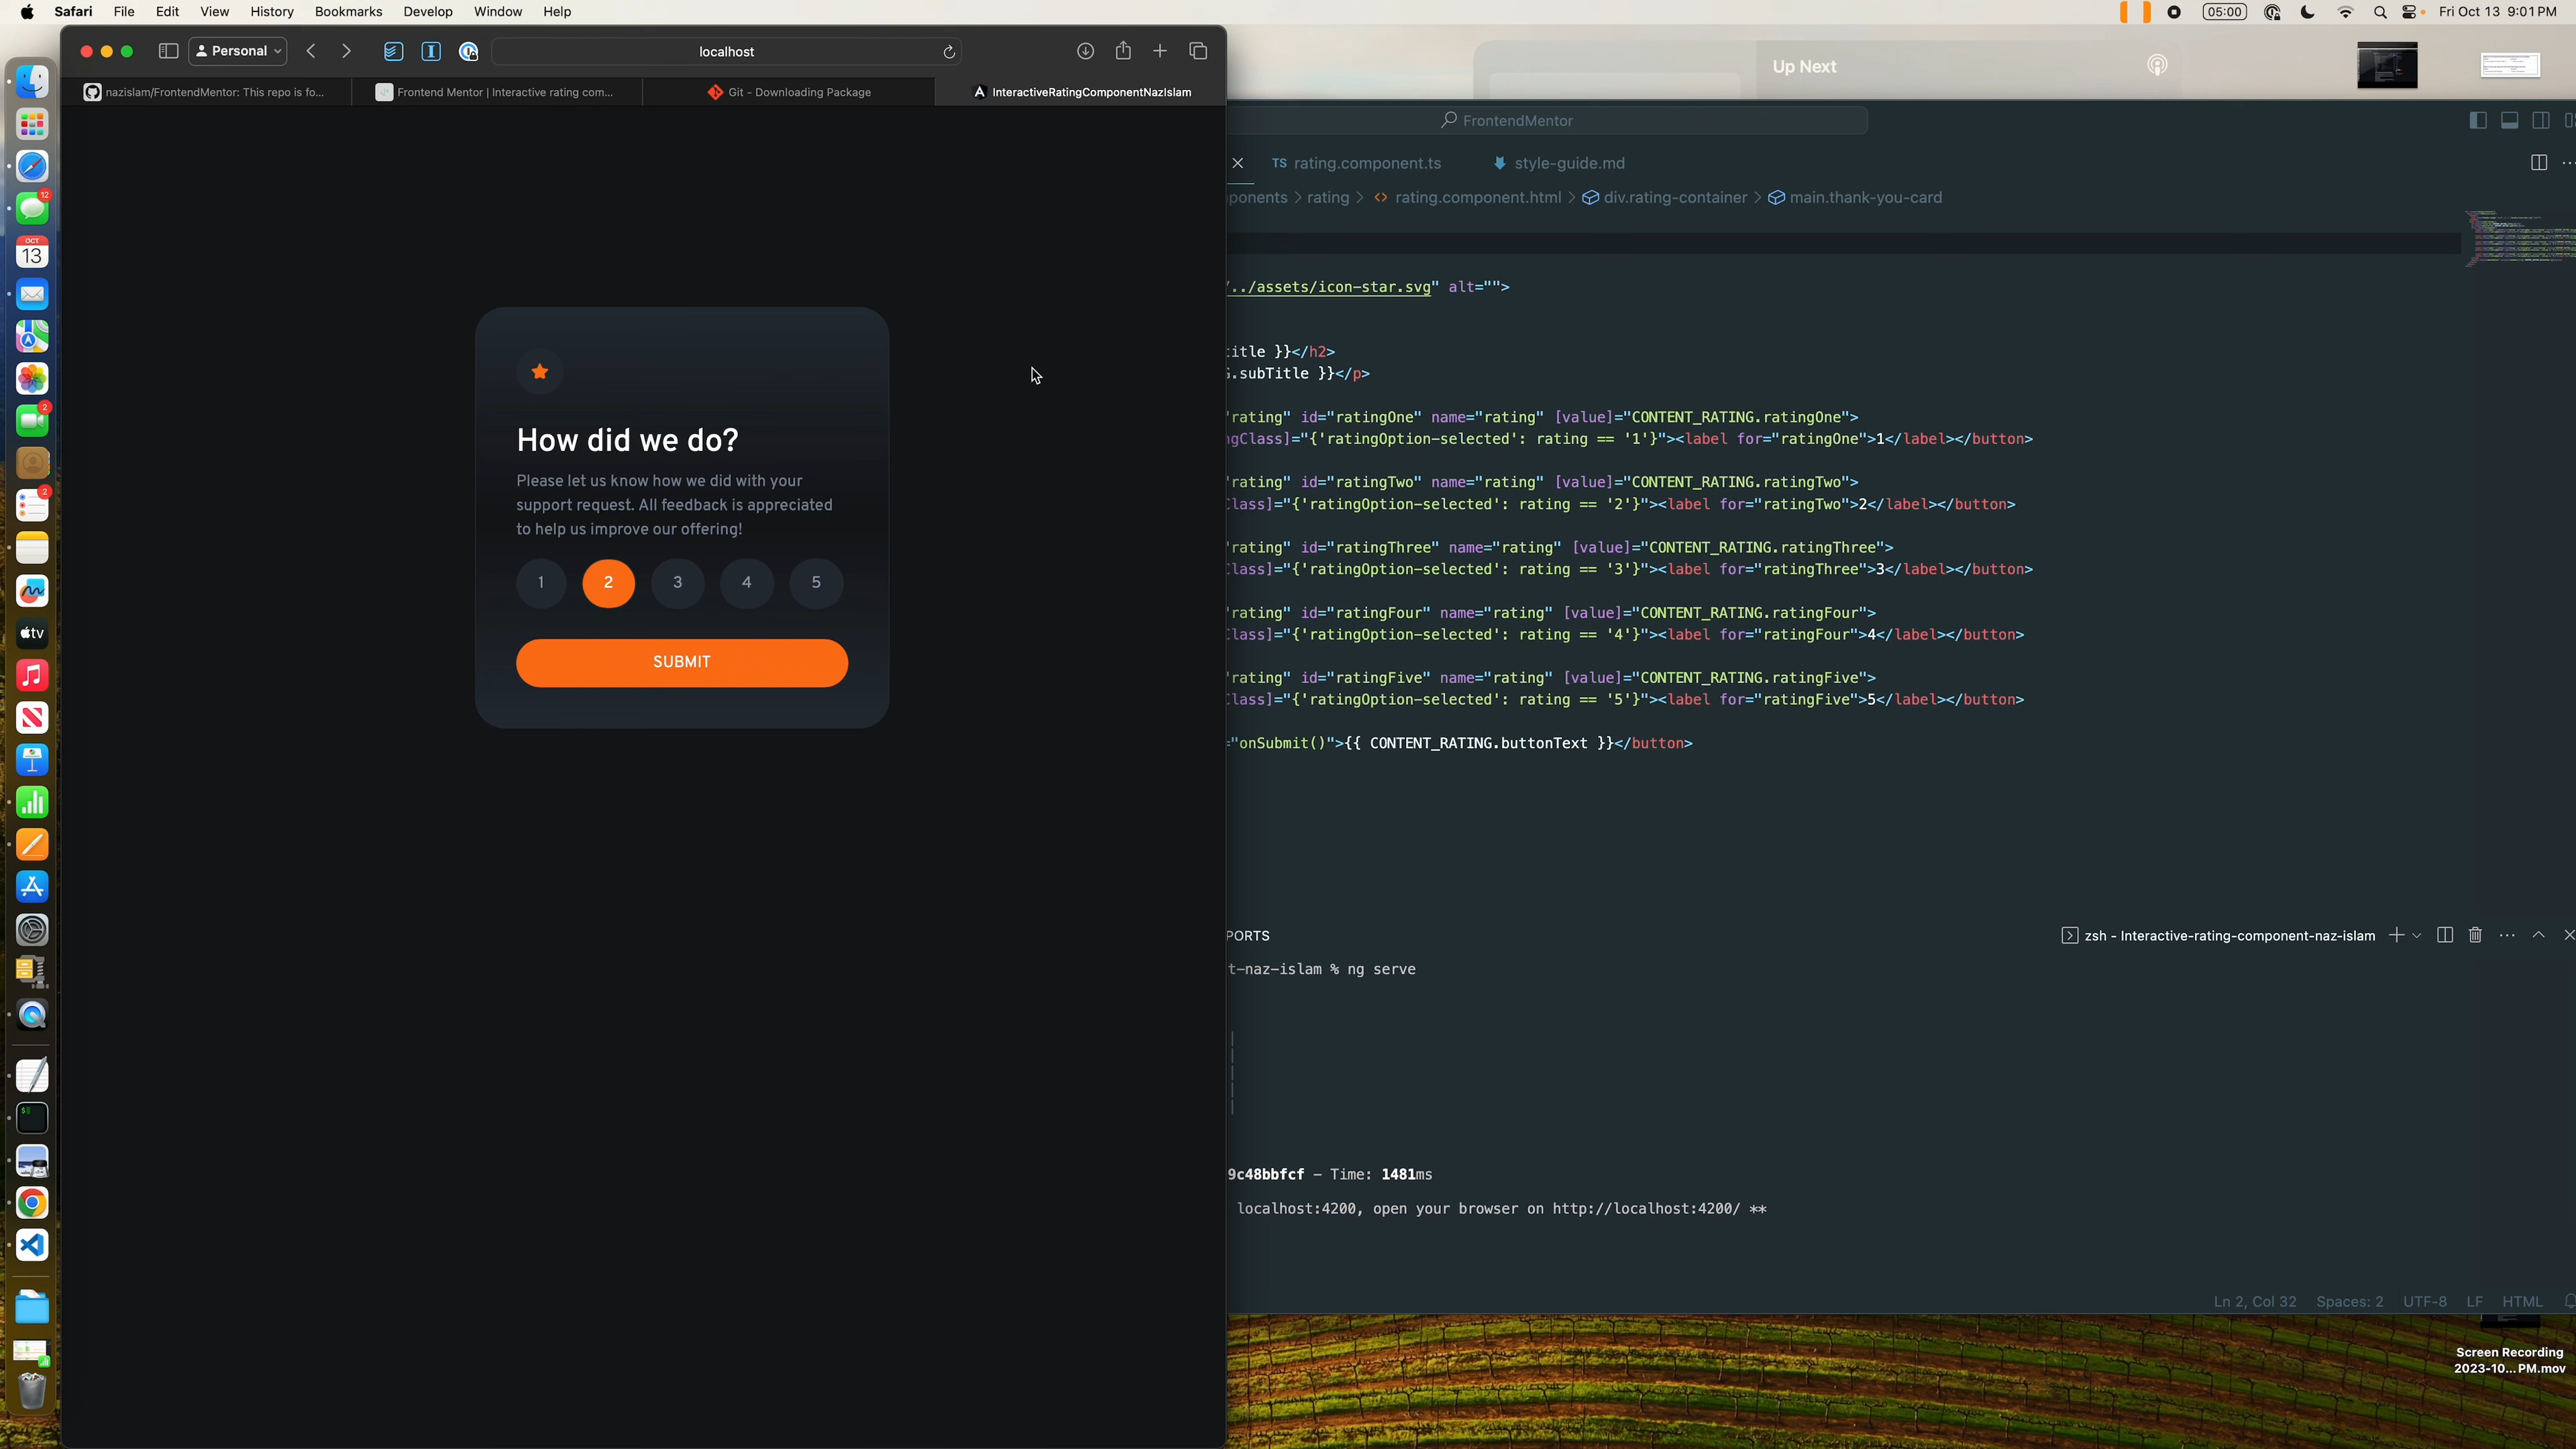 Safari File Edit View History Bookmarks Develop Window Help
05:00 Fri Oct 13 9:01 PM
Personal
localhost
nazislam/FrontendMentor: This repo is fo...
Frontend Mentor | Interactive rating com...
Git - Downloading Package
InteractiveRatingComponentNazIslam
12
OCT
13
2
2
tv
How did we do?
Please let us know how we did with your
support request. All feedback is appreciated
to help us improve our offering!
1 2 3 4 5
SUBMIT
Up Next
FrontendMentor
TS rating.component.ts
style-guide.md
ponents > rating > <> rating.component.html > div.rating-container > main.thank-you-card
/../assets/icon-star.svg" alt="">
title }}</h2>
.subTitle }}</p>
rating" id="ratingOne" name="rating" [value]="CONTENT_RATING.ratingOne">
gClass]="{'ratingOption-selected': rating == '1'}"><label for="ratingOne">1</label></button>
rating" id="ratingTwo" name="rating" [value]="CONTENT_RATING.ratingTwo">
lass]="{'ratingOption-selected': rating == '2'}"><label for="ratingTwo">2</label></button>
rating" id="ratingThree" name="rating" [value]="CONTENT_RATING.ratingThree">
lass]="{'ratingOption-selected': rating == '3'}"><label for="ratingThree">3</label></button>
rating" id="ratingFour" name="rating" [value]="CONTENT_RATING.ratingFour">
lass]="{'ratingOption-selected': rating == '4'}"><label for="ratingFour">4</label></button>
rating" id="ratingFive" name="rating" [value]="CONTENT_RATING.ratingFive">
lass]="{'ratingOption-selected': rating == '5'}"><label for="ratingFive">5</label></button>
="onSubmit()">{{ CONTENT_RATING.buttonText }}</button>
PORTS
zsh - Interactive-rating-component-naz-islam
t-naz-islam % ng serve
9c48bbfcf - Time: 1481ms
localhost:4200, open your browser on http://localhost:4200/ **
Ln 2, Col 32 Spaces: 2 UTF-8 LF HTML
Screen Recording
2023-10...PM.mov